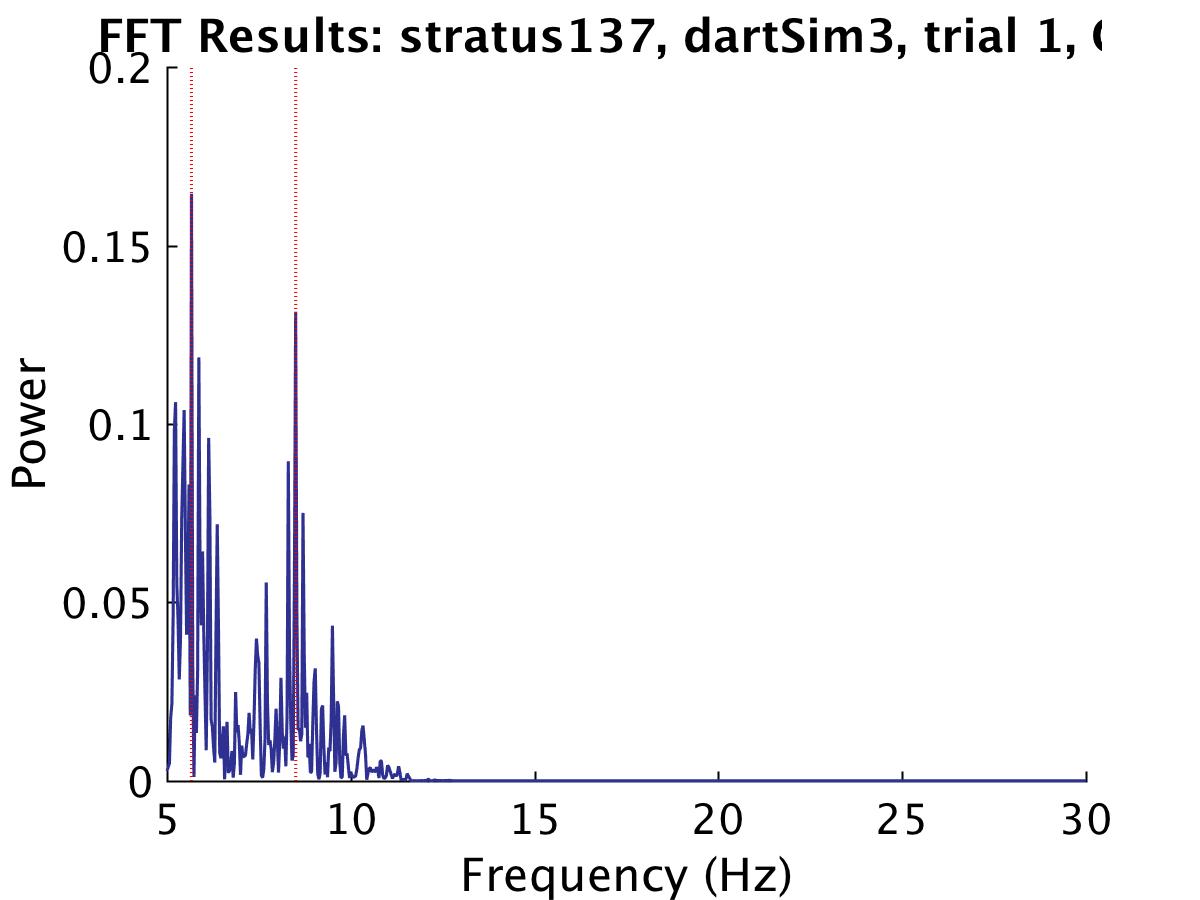 FFT Results: stratus137, dartSim3, trial 1,
0.2
0.15
0.1
0.05
0
Power
5 10 15 20 25 30
Frequency (Hz)